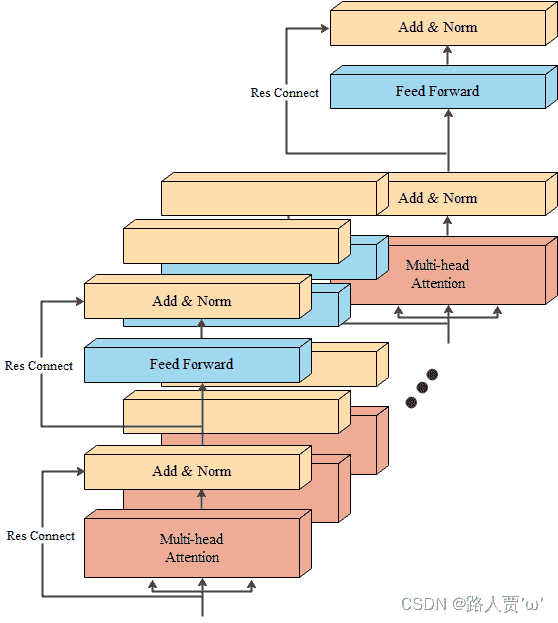 Add & Norm
Res Connect
Feed Forward
Add & Norm
Multi-head
Attention
Add & Norm
Res Connect
Feed Forward
Add & Norm
Res Connect
Multi-head
Attention
CSDN @路人贾'ω'